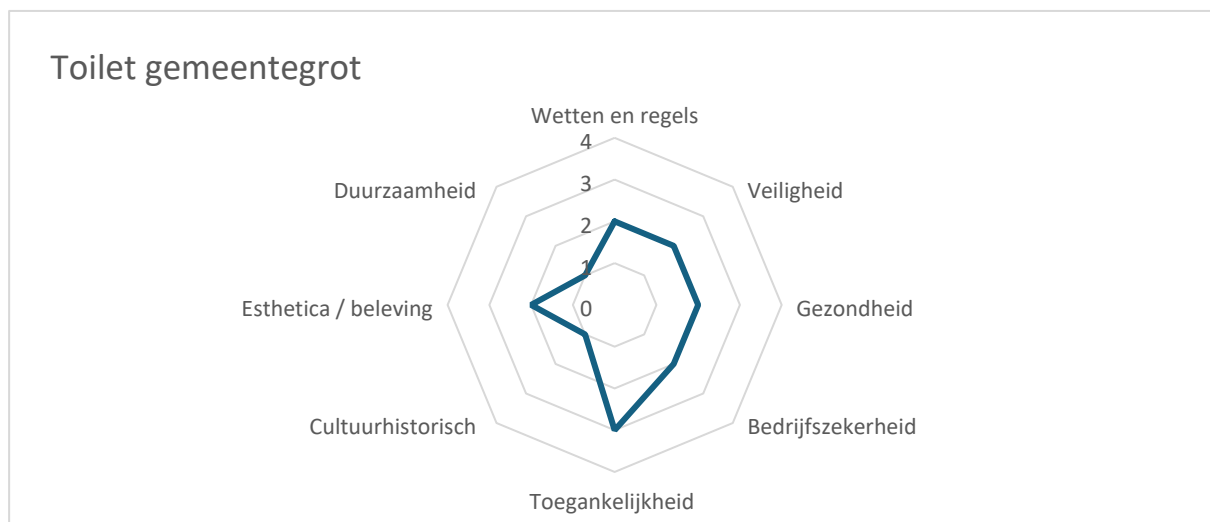 Toilet gemeentegrot
Wetten en regels
4
3
2
1
0
Duurzaamheid
Veiligheid
Esthetica / beleving
Gezondheid
Cultuurhistorisch
Bedrijfszekerheid
Toegankelijkheid